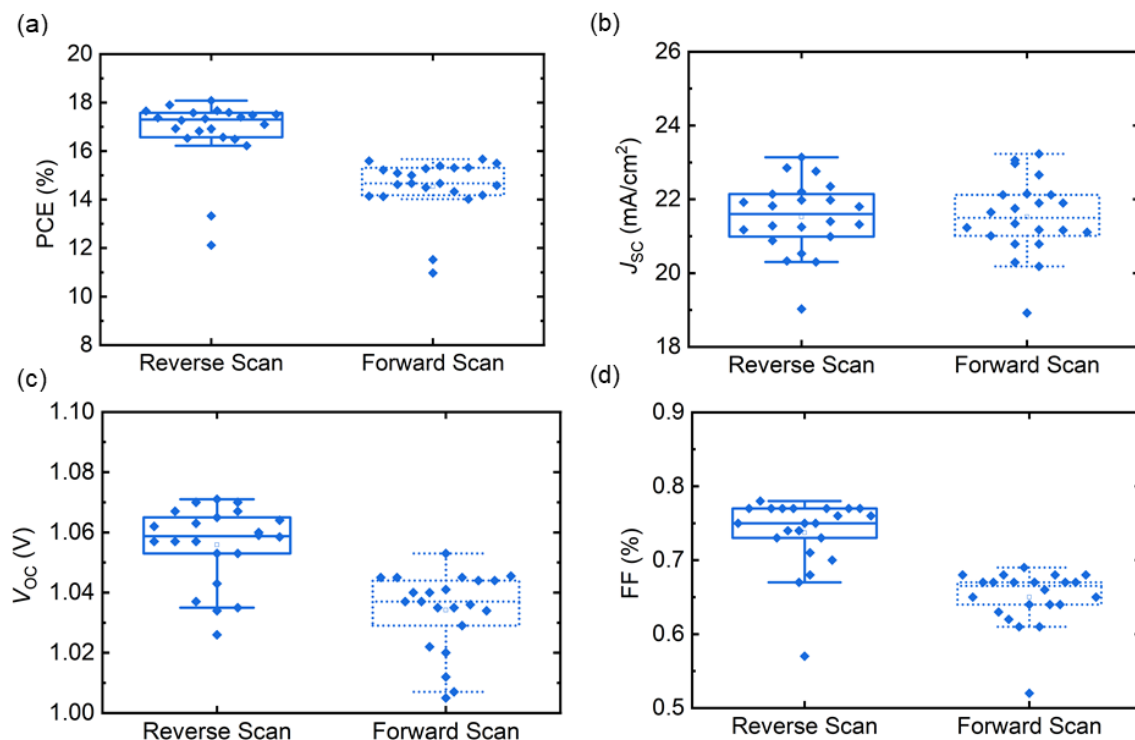 (a)
PCE (%)
20
18
16
14
12
10
8
Reverse Scan
Forward Scan
(b)
J_SC (mA/cm²)
26
24
22
20
18
Reverse Scan
Forward Scan
(c)
V_OC (V)
1.10
1.08
1.06
1.04
1.02
1.00
Reverse Scan
Forward Scan
(d)
FF (%)
0.9
0.8
0.7
0.6
0.5
Reverse Scan
Forward Scan